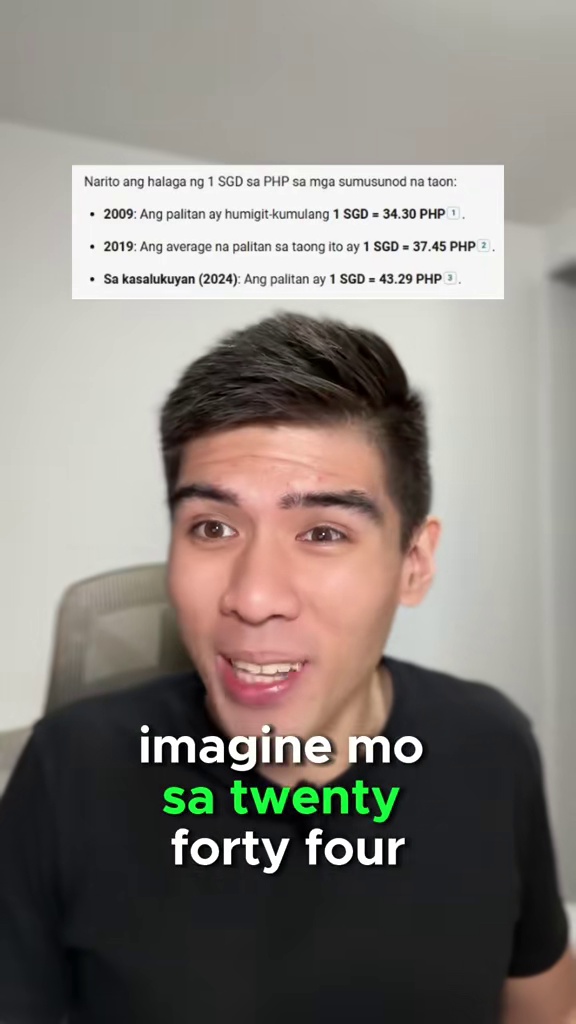 Narito ang halaga ng 1 SGD sa PHP sa mga sumusunod na taon:
• 2009: Ang palitan ay humigit-kumulang 1 SGD = 34.30 PHP 1 .
• 2019: Ang average na palitan sa taong ito ay 1 SGD = 37.45 PHP 2 .
• Sa kasalukuyan (2024): Ang palitan ay 1 SGD = 43.29 PHP 3 .
imagine mo
sa twenty
forty four